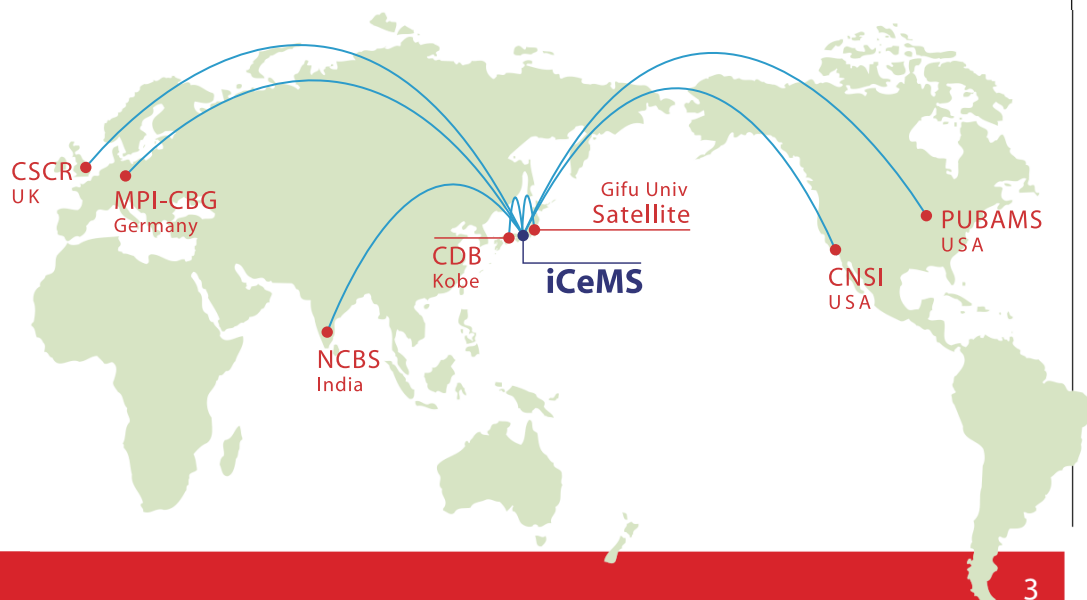 CSCR
UK
MPI-CBG
Germany
Gifu Univ
Satellite
CDB
Kobe
iCeMS
PUBAMS
USA
CNSI
USA
NCBS
India
3